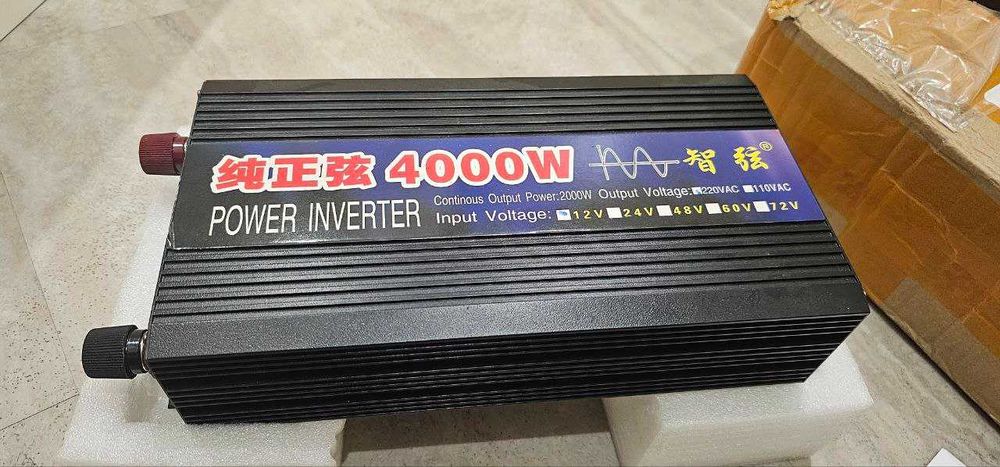 纯正弦 4000W 智弦®
POWER INVERTER
Continous Output Power:2000W Output Voltage: 220VAC 110VAC
Input Voltage: 12V 24V 48V 60V 72V